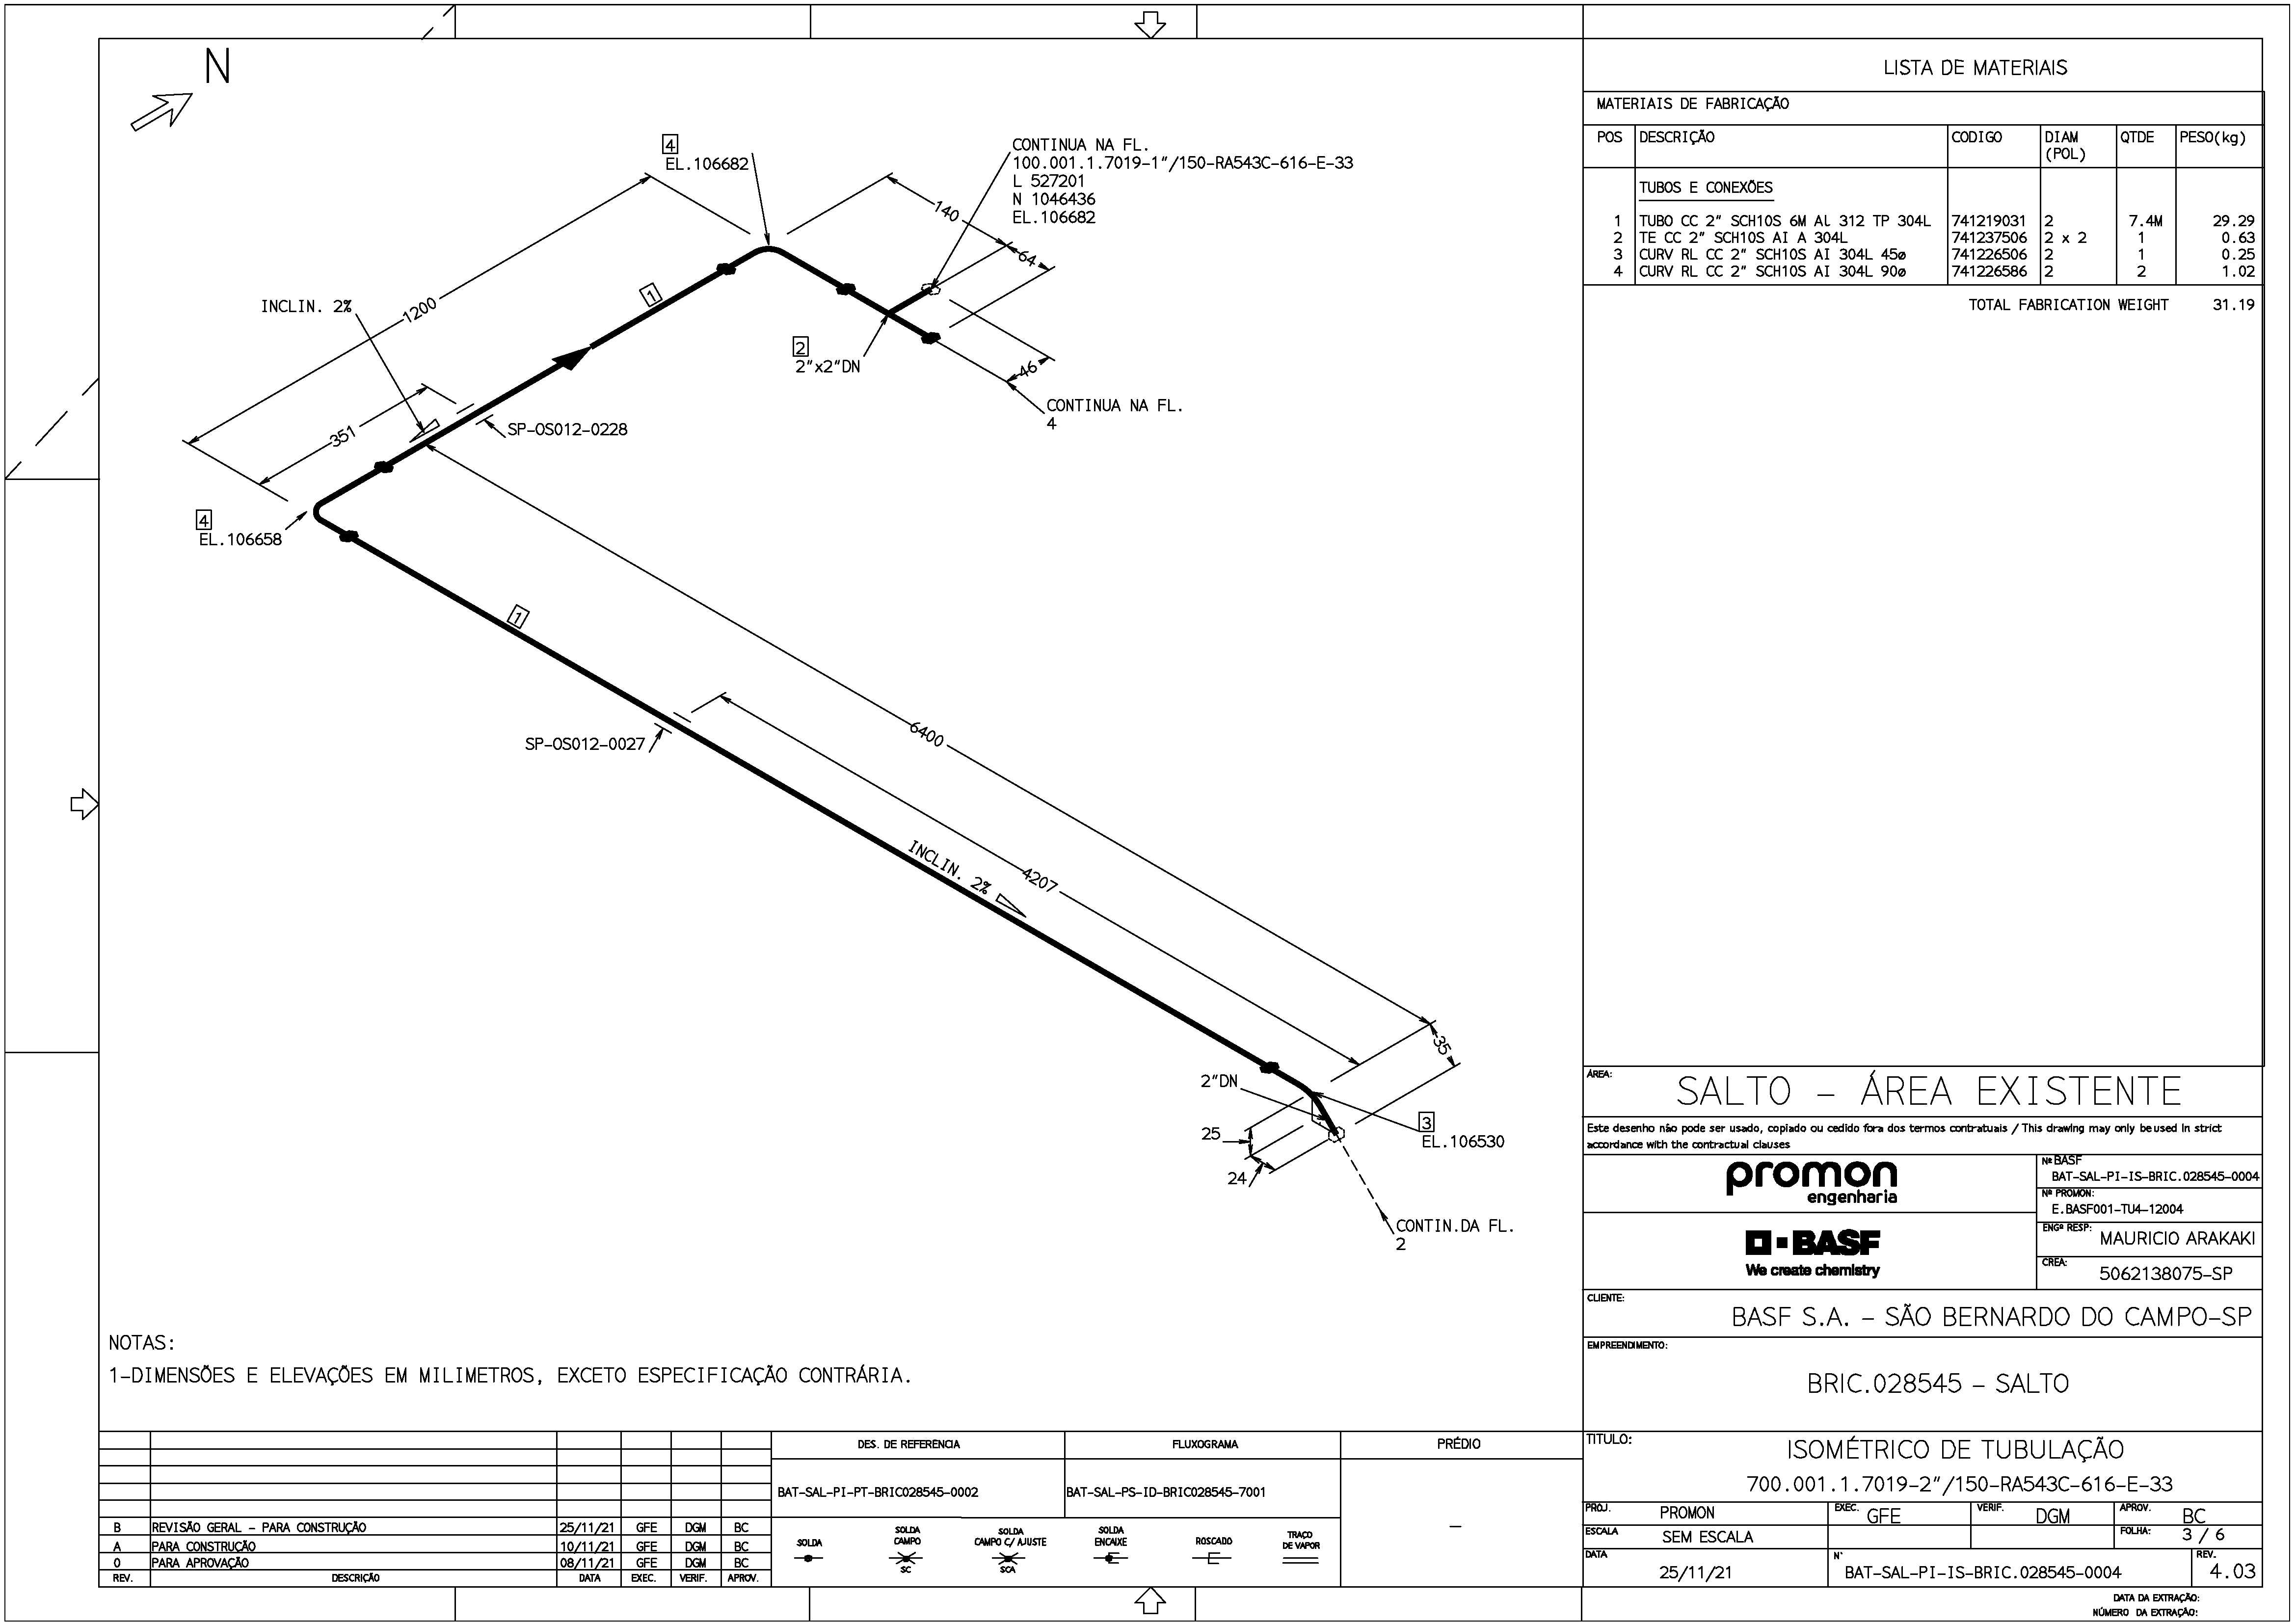 N
4
EL.106682
CONTINUA NA FL.
100.001.1.7019-1"/150-RA543C-616-E-33
L 527201
N 1046436
EL.106682
140
64
1
1200
INCLIN. 2%
2
2"x2"DN
46
CONTINUA NA FL.
4
351
SP-OS012-0228
4
EL.106658
1
6400
SP-OS012-0027
INCLIN. 2%
4207
35
2"DN
3
EL.106530
25
24
CONTIN.DA FL.
2
NOTAS:
1-DIMENSÕES E ELEVAÇÕES EM MILIMETROS, EXCETO ESPECIFICAÇÃO CONTRÁRIA.
LISTA DE MATERIAIS
MATERIAIS DE FABRICAÇÃO
POS DESCRIÇÃO CODIGO DIAM (POL) QTDE PESO(kg)
TUBOS E CONEXÕES
1 TUBO CC 2" SCH10S 6M AL 312 TP 304L 741219031 2 7.4M 29.29
2 TE CC 2" SCH10S AI A 304L 741237506 2 x 2 1 0.63
3 CURV RL CC 2" SCH10S AI 304L 45ø 741226506 2 1 0.25
4 CURV RL CC 2" SCH10S AI 304L 90ø 741226586 2 2 1.02
TOTAL FABRICATION WEIGHT 31.19
ÁREA:
SALTO - ÁREA EXISTENTE
Este desenho não pode ser usado, copiado ou cedido fora dos termos contratuais / This drawing may only be used in strict
accordance with the contractual clauses
promon
engenharia
Nº BASF
BAT-SAL-PI-IS-BRIC.028545-0004
Nº PROMON:
E.BASF001-TU4-12004
BASF
We create chemistry
ENGº RESP:
MAURICIO ARAKAKI
CREA:
5062138075-SP
CLIENTE:
BASF S.A. - SÃO BERNARDO DO CAMPO-SP
EMPREENDIMENTO:
BRIC.028545 - SALTO
TITULO:
ISOMÉTRICO DE TUBULAÇÃO
700.001.1.7019-2"/150-RA543C-616-E-33
PROJ. PROMON EXEC. GFE VERIF. DGM APROV. BC
ESCALA SEM ESCALA FOLHA: 3 / 6
DATA 25/11/21 N° BAT-SAL-PI-IS-BRIC.028545-0004 REV. 4.03
DATA DA EXTRAÇÃO:
NÚMERO DA EXTRAÇÃO:
B REVISÃO GERAL - PARA CONSTRUÇÃO 25/11/21 GFE DGM BC
A PARA CONSTRUÇÃO 10/11/21 GFE DGM BC
0 PARA APROVAÇÃO 08/11/21 GFE DGM BC
REV. DESCRIÇÃO DATA EXEC. VERIF. APROV.
DES. DE REFERÊNCIA FLUXOGRAMA PRÉDIO
BAT-SAL-PI-PT-BRIC028545-0002 BAT-SAL-PS-ID-BRIC028545-7001
-
SOLDA
SOLDA CAMPO
SC
SOLDA CAMPO C/ AJUSTE
SCA
SOLDA ENCAIXE
ROSCADO
TRAÇO DE VAPOR